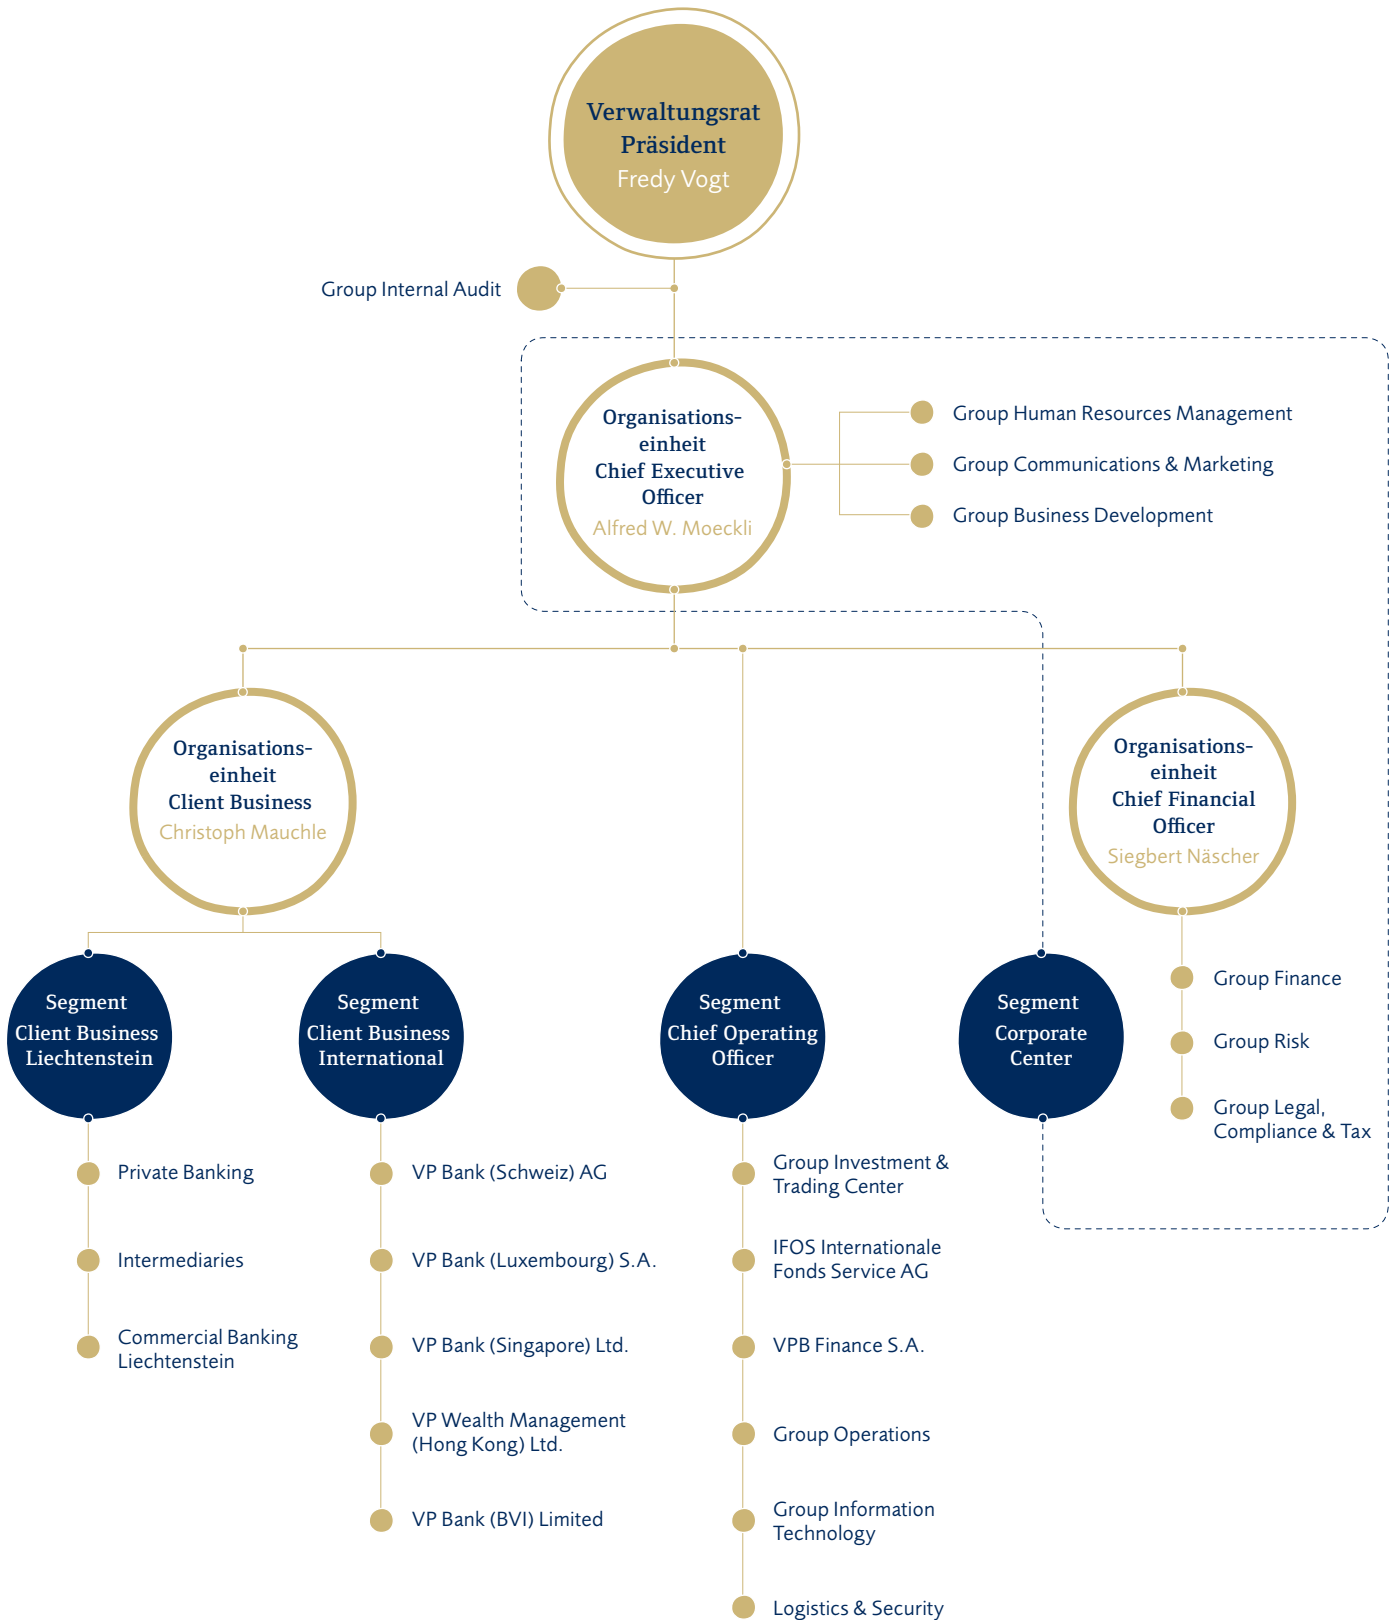 Verwaltungsrat
Präsident
Fredy Vogt
Group Internal Audit
Organisations-
einheit
Chief Executive
Officer
Alfred W. Moeckli
Group Human Resources Management
Group Communications & Marketing
Group Business Development
Organisations-
einheit
Client Business
Christoph Mauchle
Organisations-
einheit
Chief Financial
Officer
Siegbert Näscher
Segment
Client Business
Liechtenstein
Private Banking
Intermediaries
Commercial Banking
Liechtenstein
Segment
Client Business
International
VP Bank (Schweiz) AG
VP Bank (Luxembourg) S.A.
VP Bank (Singapore) Ltd.
VP Wealth Management
(Hong Kong) Ltd.
VP Bank (BVI) Limited
Segment
Chief Operating
Officer
Group Investment &
Trading Center
IFOS Internationale
Fonds Service AG
VPB Finance S.A.
Group Operations
Group Information
Technology
Logistics & Security
Segment
Corporate
Center
Group Finance
Group Risk
Group Legal,
Compliance & Tax